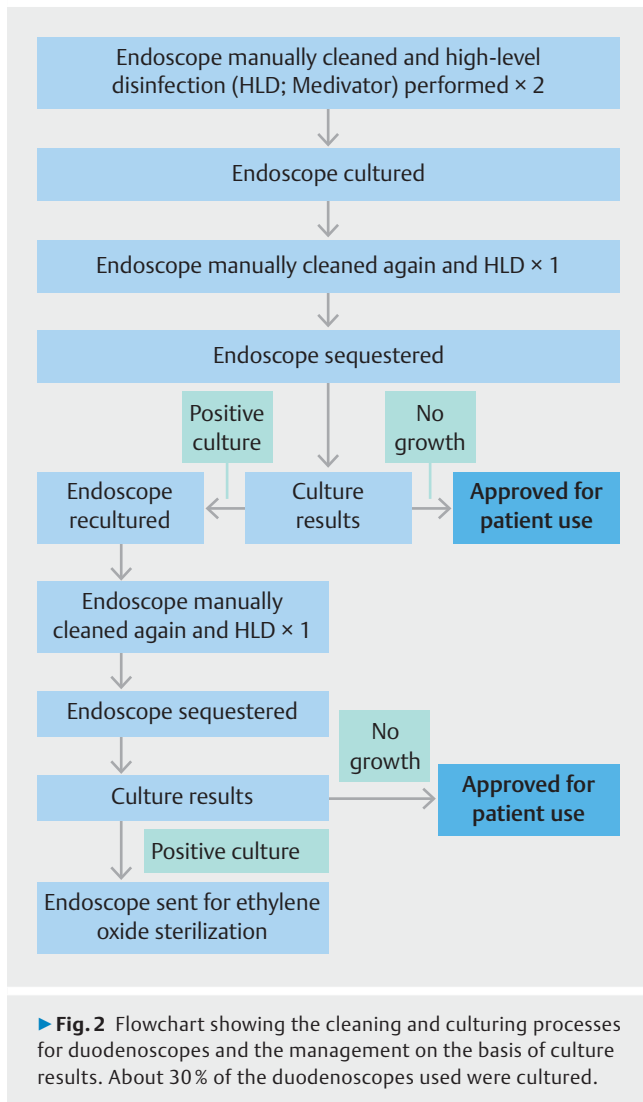 Endoscope manually cleaned and high-level
disinfection (HLD; Medivator) performed × 2
Endoscope cultured
Endoscope manually cleaned again and HLD × 1
Endoscope sequestered
Positive
culture
No
growth
Endoscope
recultured
Culture
results
Approved for
patient use
Endoscope manually
cleaned again and HLD × 1
Endoscope sequestered
No
growth
Culture results
Approved for
patient use
Positive culture
Endoscope sent for ethylene
oxide sterilization
▶ Fig. 2 Flowchart showing the cleaning and culturing processes
for duodenoscopes and the management on the basis of culture
results. About 30 % of the duodenoscopes used were cultured.